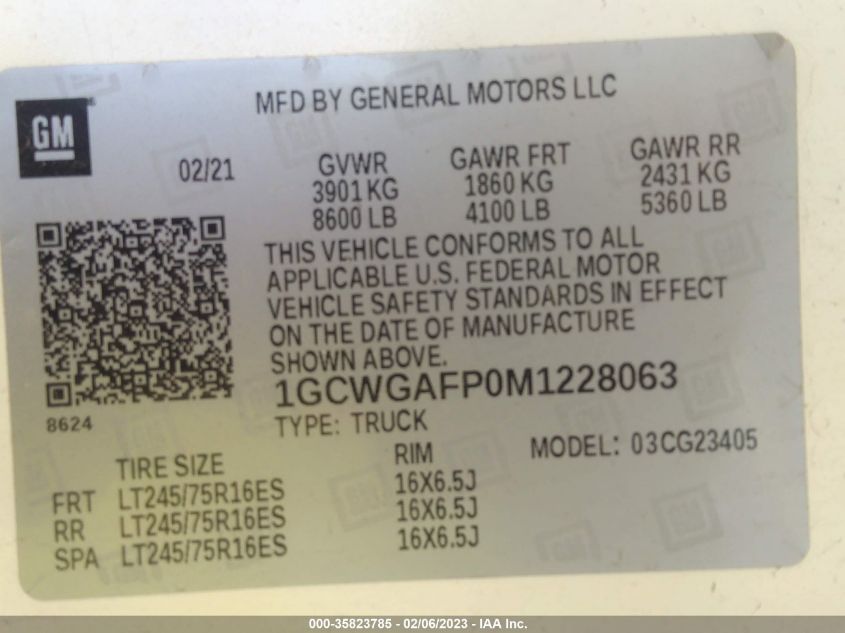 GM
MFD BY GENERAL MOTORS LLC
02/21
GVWR
3901 KG
8600 LB
GAWR FRT
1860 KG
4100 LB
GAWR RR
2431 KG
5360 LB
THIS VEHICLE CONFORMS TO ALL
APPLICABLE U.S. FEDERAL MOTOR
VEHICLE SAFETY STANDARDS IN EFFECT
ON THE DATE OF MANUFACTURE
SHOWN ABOVE.
1GCWGAFP0M1228063
8624
TYPE: TRUCK
MODEL: 03CG23405
TIRE SIZE RIM
FRT LT245/75R16ES 16X6.5J
RR LT245/75R16ES 16X6.5J
SPA LT245/75R16ES 16X6.5J
000-35823785 - 02/06/2023 - IAA Inc.